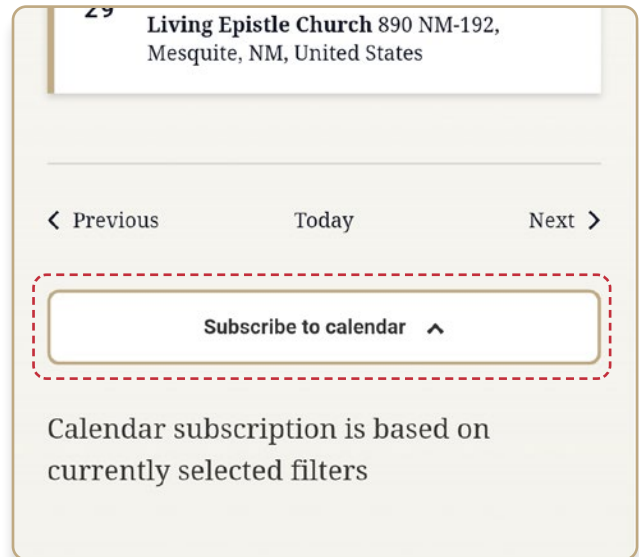 29
Living Epistle Church 890 NM-192,
Mesquite, NM, United States
Previous
Today
Next
Subscribe to calendar
Calendar subscription is based on
currently selected filters